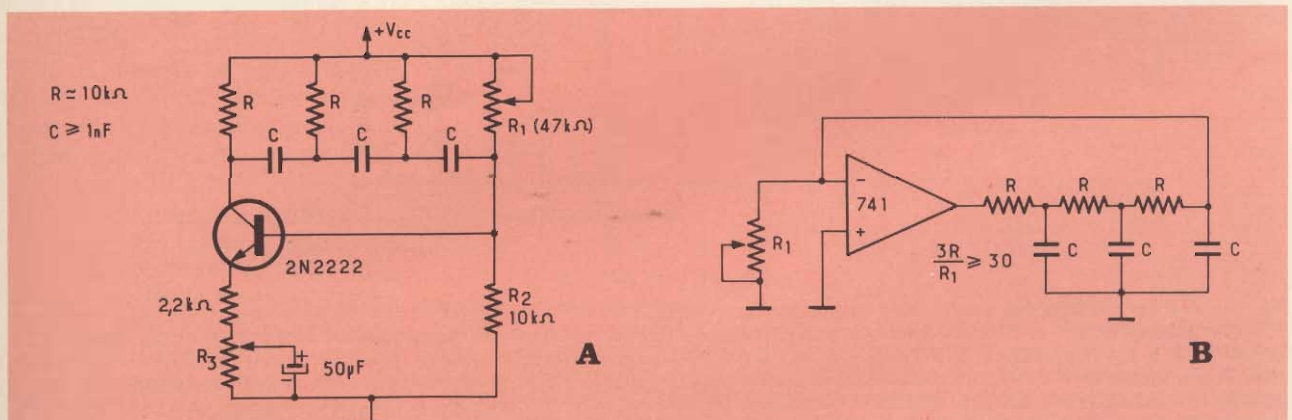 +Vcc
R ≃ 10kΩ
C ⩾ 1nF
R
R
R
R₁ (47kΩ)
C
C
C
2N2222
2,2kΩ
R₃
50µF
+
-
R₂
10kΩ
A
-
741
+
R₁
3R/R₁ ⩾ 30
R
R
R
C
C
C
B